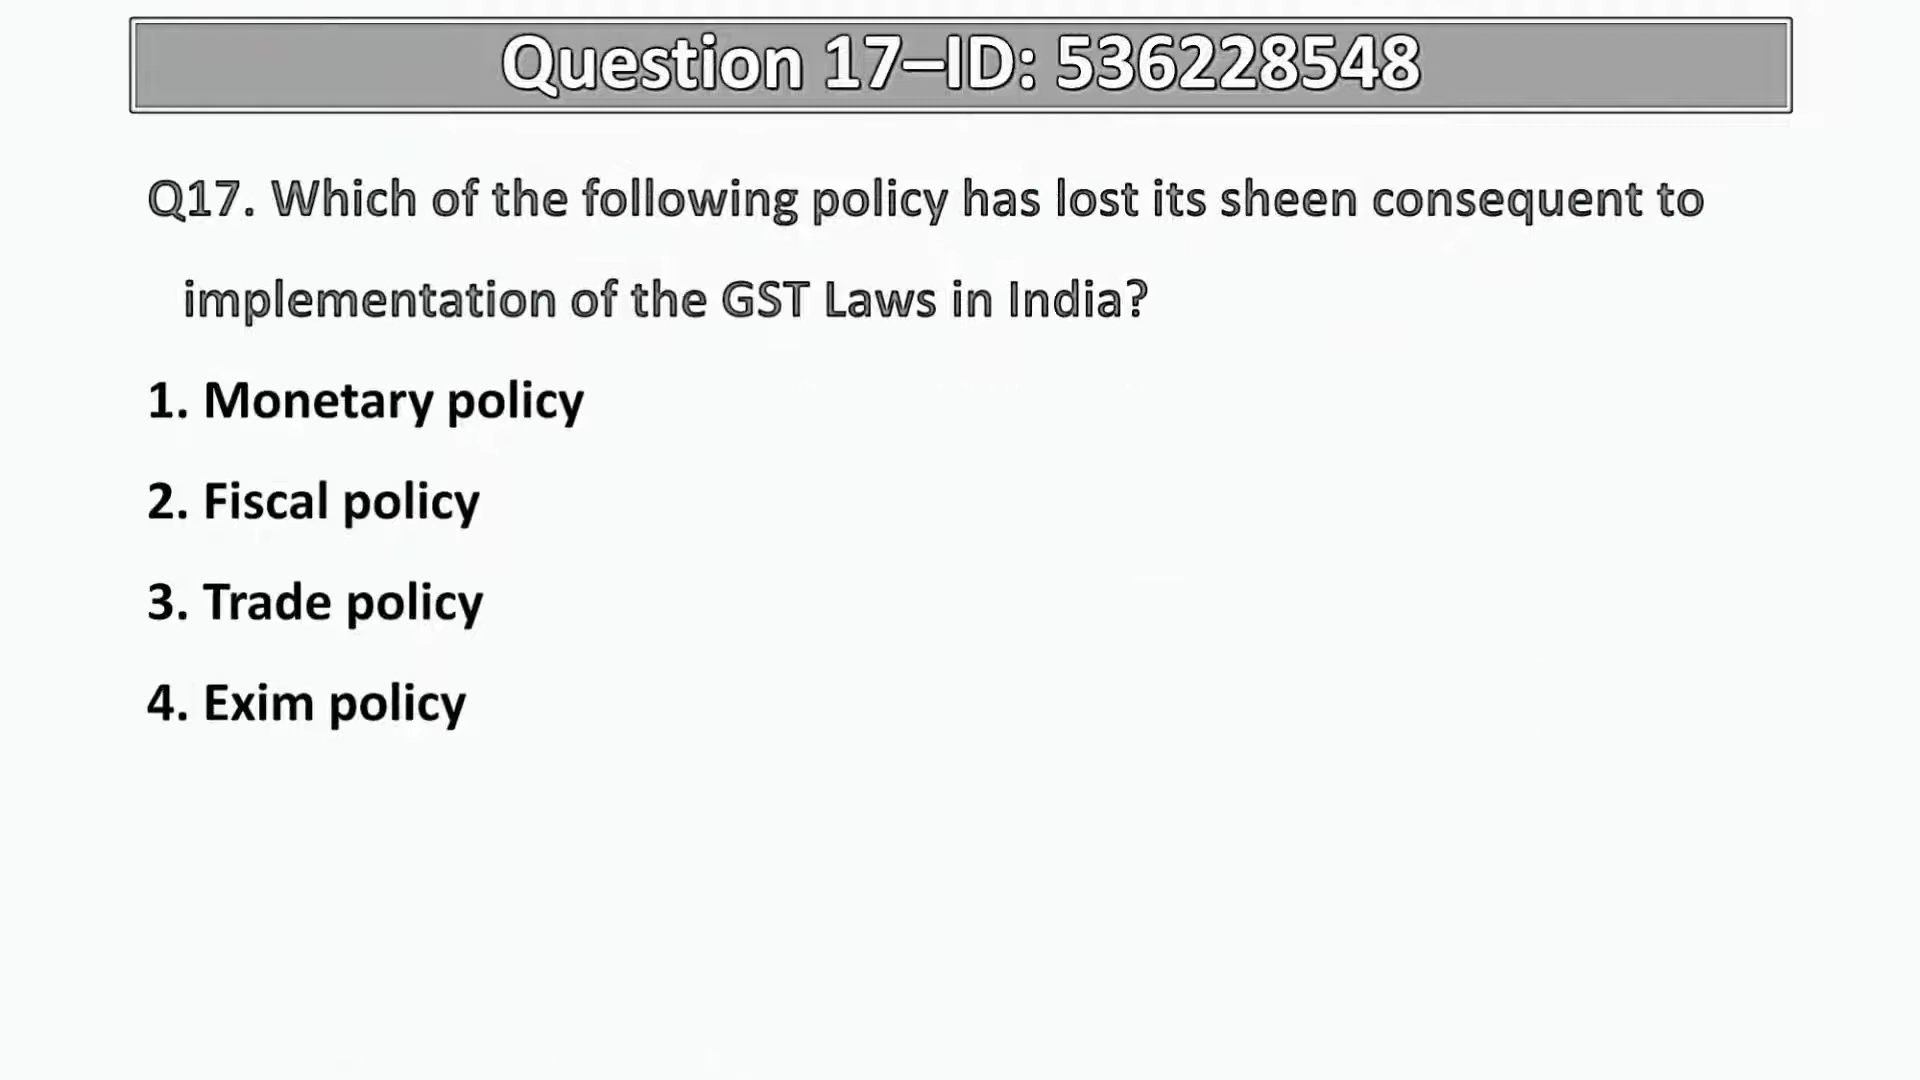 Question 17–ID: 536228548
Q17. Which of the following policy has lost its sheen consequent to
implementation of the GST Laws in India?
1. Monetary policy
2. Fiscal policy
3. Trade policy
4. Exim policy